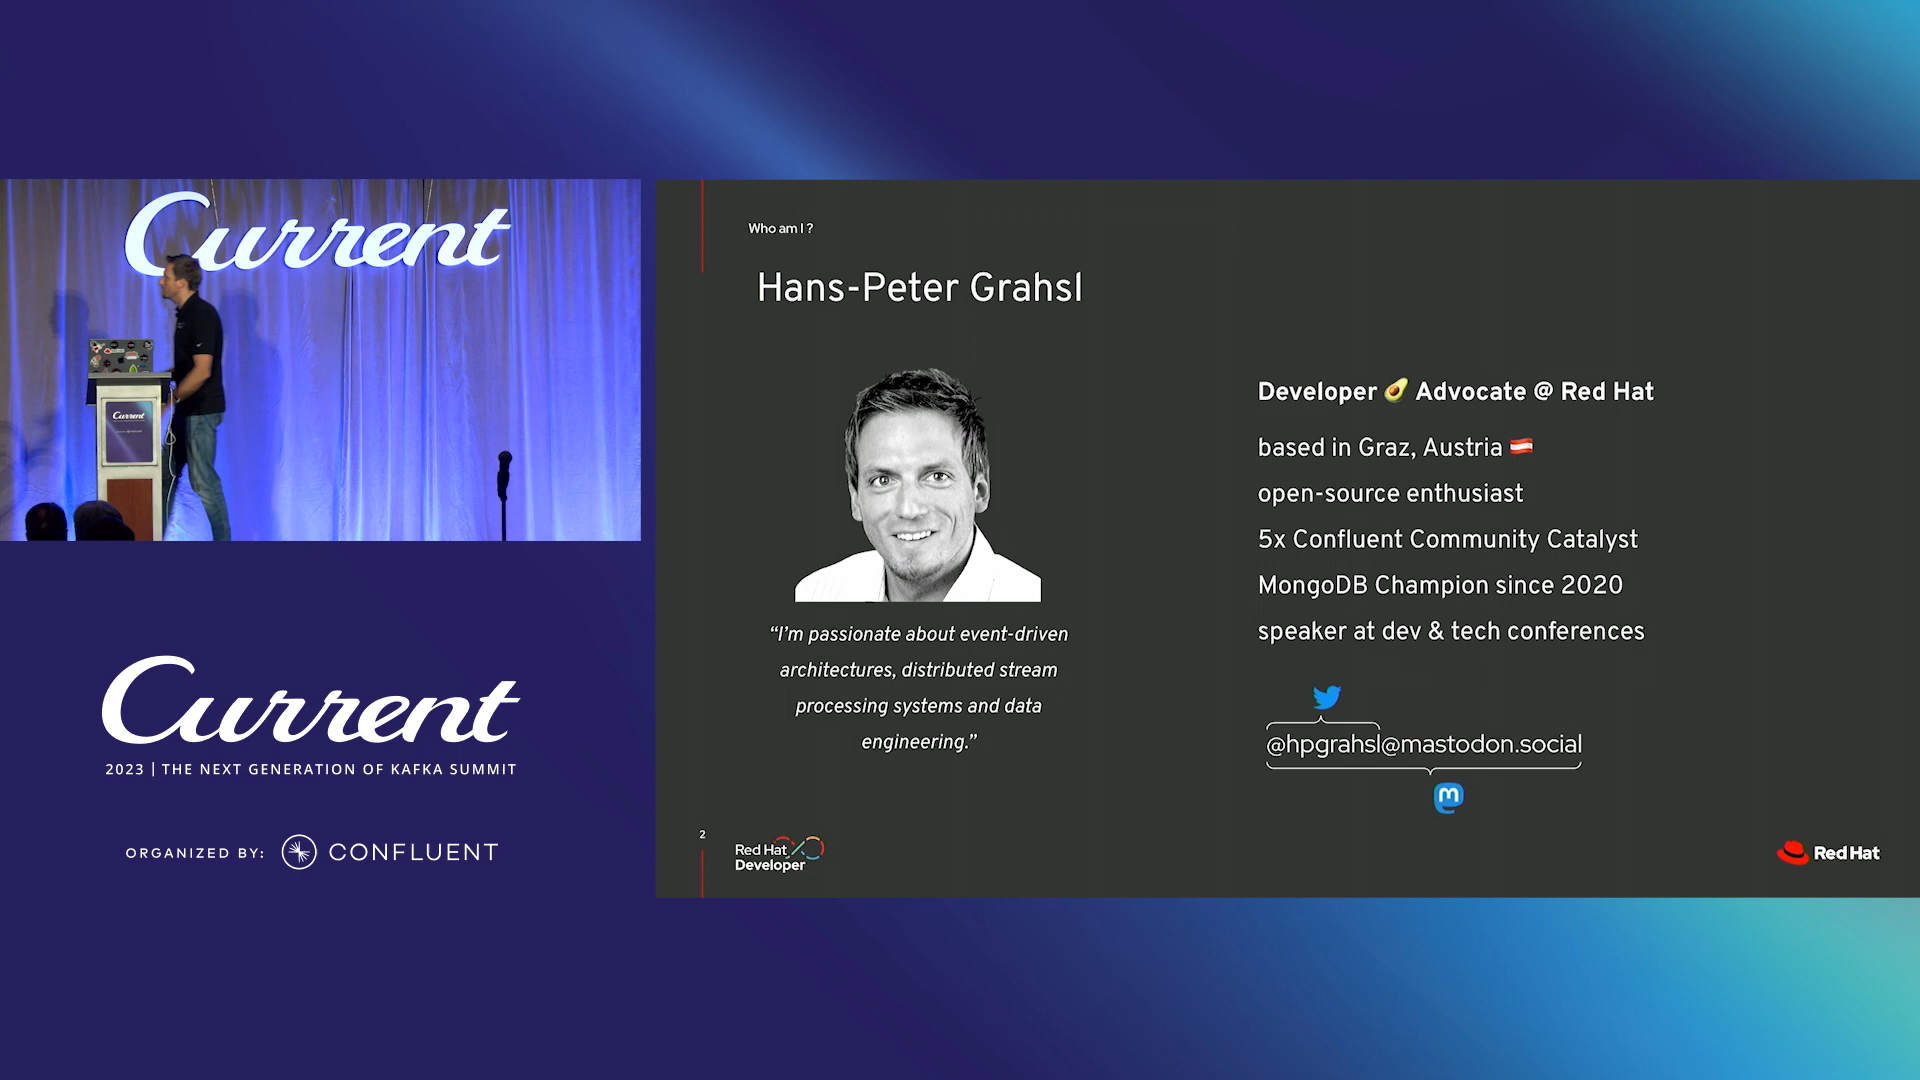 Current
Current
Current
2023 | THE NEXT GENERATION OF KAFKA SUMMIT
ORGANIZED BY: CONFLUENT
Who am I ?
Hans-Peter Grahsl
“I’m passionate about event-driven
architectures, distributed stream
processing systems and data
engineering.”
Developer 🥑 Advocate @ Red Hat
based in Graz, Austria 🇦🇹
open-source enthusiast
5x Confluent Community Catalyst
MongoDB Champion since 2020
speaker at dev & tech conferences
@hpgrahsl@mastodon.social
2
Red Hat
Developer
Red Hat